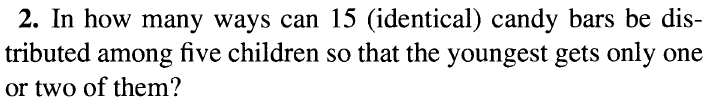 2. In how many ways can 15 (identical) candy bars be dis-
tributed among five children so that the youngest gets only one
or two of them?